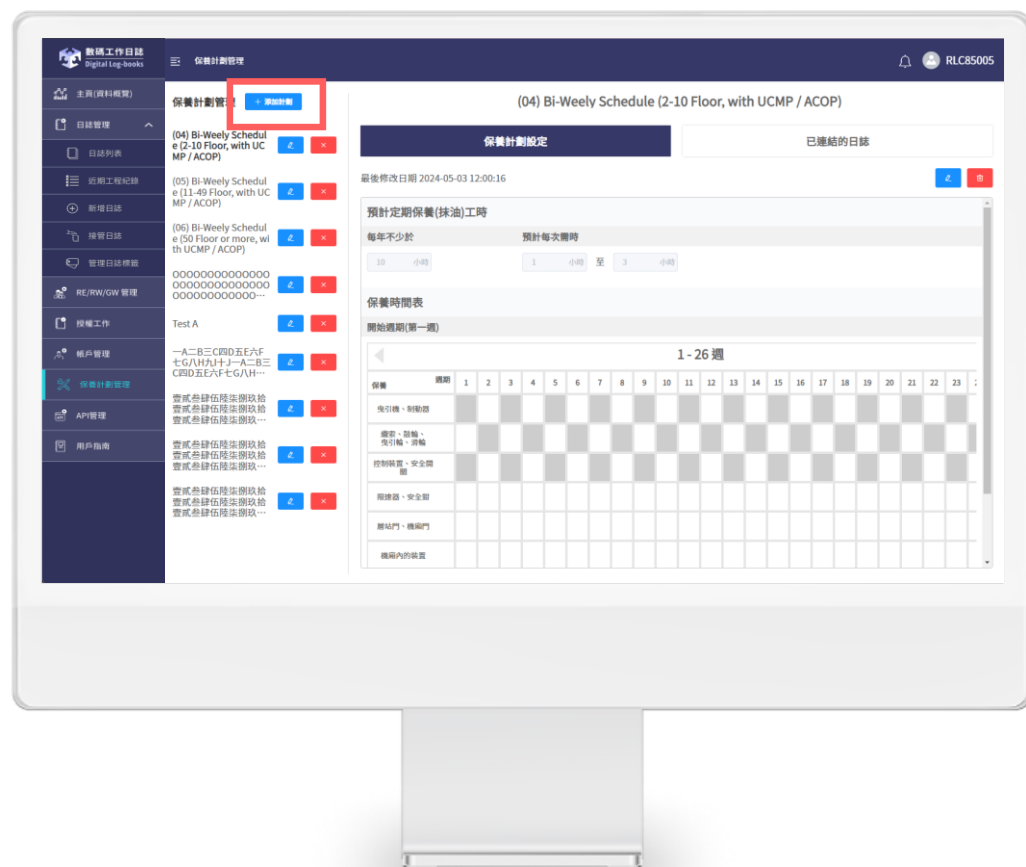 數碼工作日誌
Digital Log-books
保養計劃管理
RLC85005
主頁(資料概覽)
日誌管理
日誌列表
近期工程紀錄
新增日誌
接管日誌
管理日誌標籤
RE/RW/GW 管理
授權工作
帳戶管理
保養計劃管理
API管理
用戶指南
保養計劃管理
+ 添加計劃
(04) Bi-Weely Schedul
e (2-10 Floor, with UC
MP / ACOP)
(05) Bi-Weely Schedul
e (11-49 Floor, with UC
MP / ACOP)
(06) Bi-Weely Schedul
e (50 Floor or more, wi
th UCMP / ACOP)
OOOOOOOOOOOOOO
OOOOOOOOOOOOOO
OOOOOOOOOOOO…
Test A
一A二B三C四D五E六F
七G八H九I十J一A二B三
C四D五E六F七G八H…
壹貳叁肆伍陸柒捌玖拾
壹貳叁肆伍陸柒捌玖拾
壹貳叁肆伍陸柒捌玖…
壹貳叁肆伍陸柒捌玖拾
壹貳叁肆伍陸柒捌玖拾
壹貳叁肆伍陸柒捌玖…
壹貳叁肆伍陸柒捌玖拾
壹貳叁肆伍陸柒捌玖拾
壹貳叁肆伍陸柒捌玖…
(04) Bi-Weely Schedule (2-10 Floor, with UCMP / ACOP)
保養計劃設定
已連結的日誌
最後修改日期 2024-05-03 12:00:16
預計定期保養(抹油)工時
每年不少於 預計每次需時
10 小時 1 小時 至 3 小時
保養時間表
開始週期(第一週)
1 - 26 週
保養 週期 1 2 3 4 5 6 7 8 9 10 11 12 13 14 15 16 17 18 19 20 21 22 23
曳引機、制動器
纜索、鼓輪、
曳引輪、滑輪
控制裝置、安全開
關
限速器、安全鉗
層站門、機廂門
機廂內的裝置